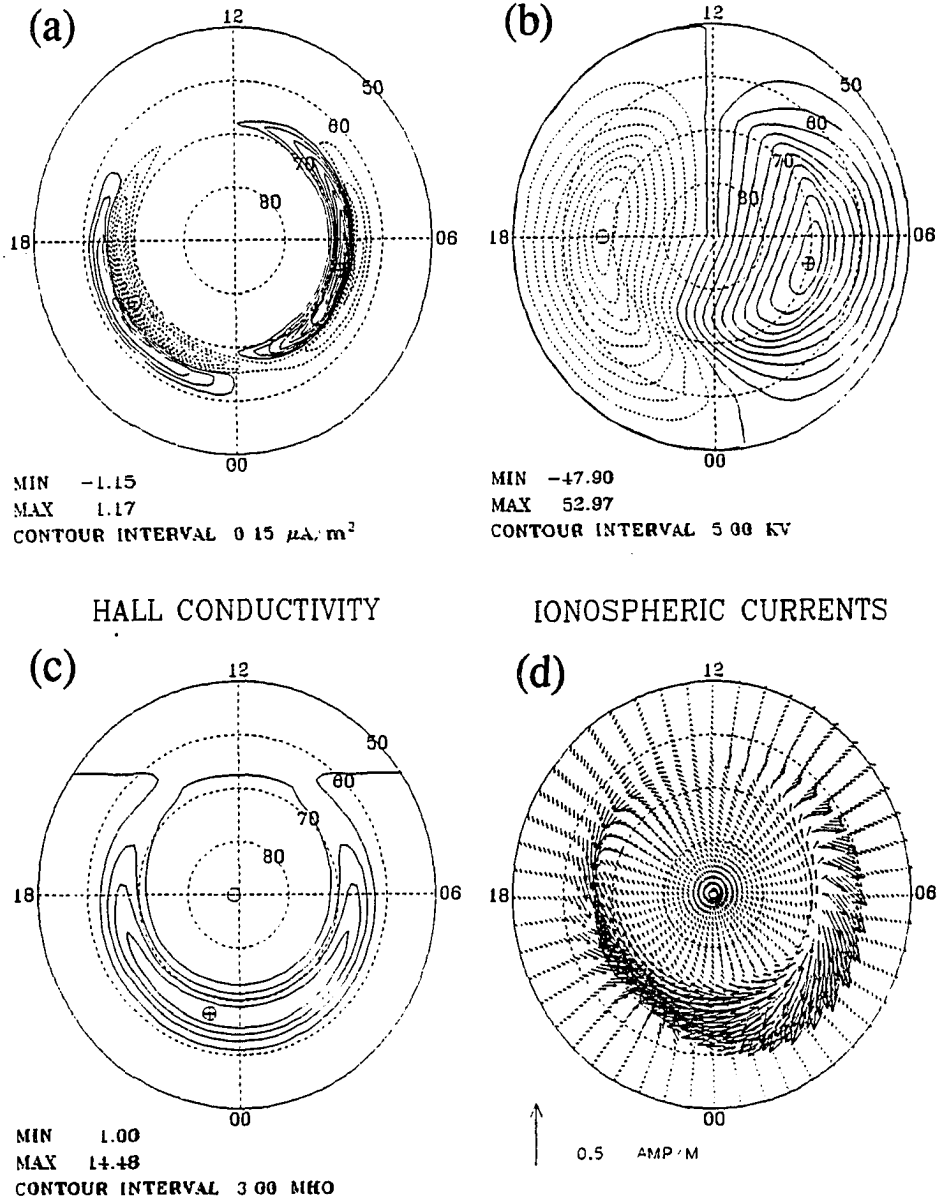 (a)
12
50
60
70
80
18
06
00
MIN -1.15
MAX 1.17
CONTOUR INTERVAL 0.15 μA/m²
(b)
12
50
60
70
80
18
06
00
MIN -47.90
MAX 52.97
CONTOUR INTERVAL 5.00 KV
HALL CONDUCTIVITY
(c)
12
50
60
70
80
18
06
00
MIN 1.00
MAX 14.48
CONTOUR INTERVAL 3.00 MHO
IONOSPHERIC CURRENTS
(d)
12
18
06
00
0.5 AMP/M